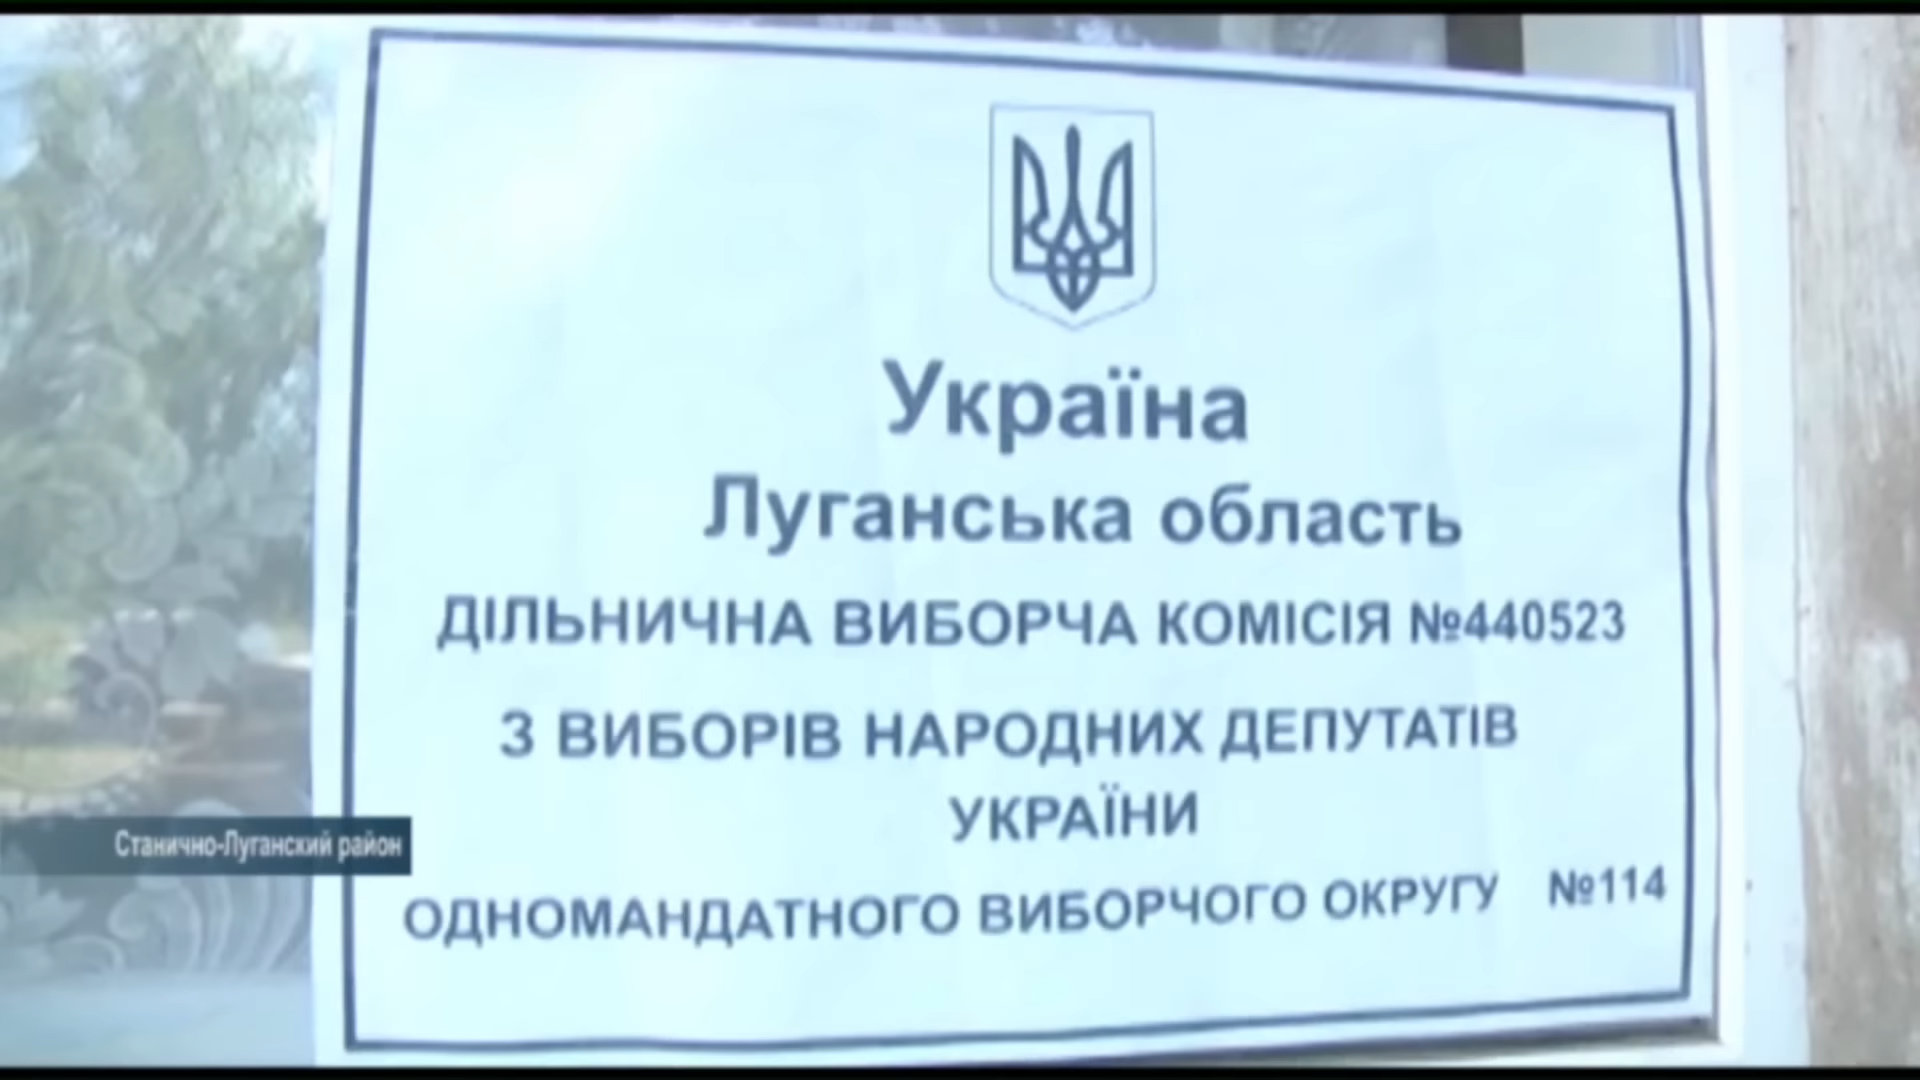 Україна
Луганська область
ДІЛЬНИЧНА ВИБОРЧА КОМІСІЯ №440523
З ВИБОРІВ НАРОДНИХ ДЕПУТАТІВ
УКРАЇНИ
Станично-Луганский район
ОДНОМАНДАТНОГО ВИБОРЧОГО ОКРУГУ №114